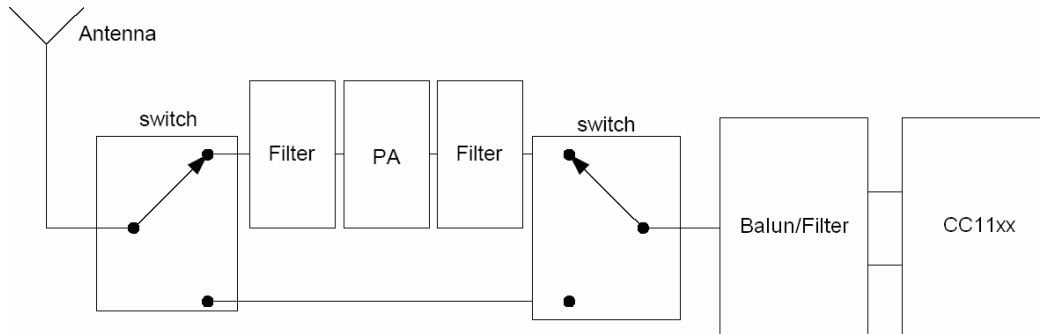 Antenna
switch
switch
Filter
PA
Filter
Balun/Filter
CC11xx